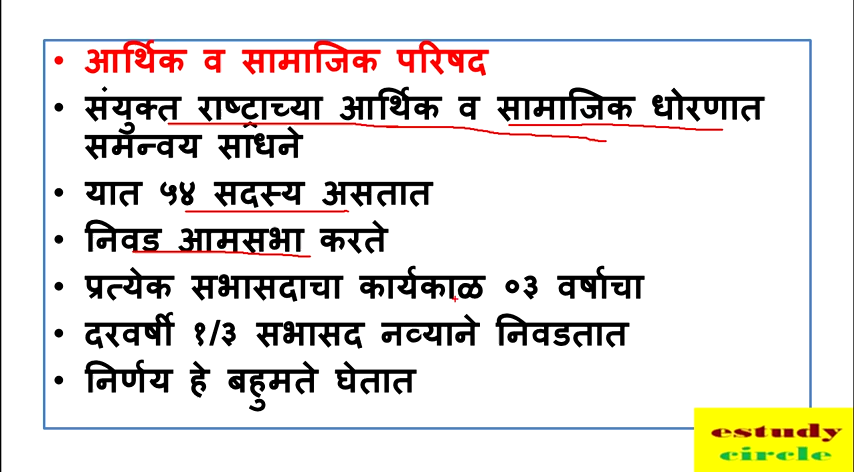 • आर्थिक व सामाजिक परिषद
• संयुक्त राष्ट्राच्या आर्थिक व सामाजिक धोरणात
समन्वय साधने
• यात ५४ सदस्य असतात
• निवड आमसभा करते
• प्रत्येक सभासदाचा कार्यकाळ ०३ वर्षाचा
• दरवर्षी १/३ सभासद नव्याने निवडतात
• निर्णय हे बहुमते घेतात
estudy
circle